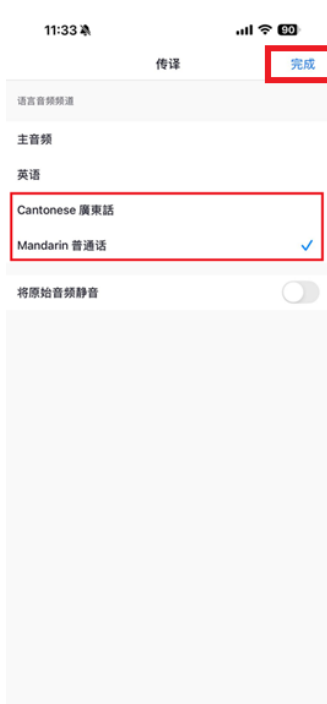 11:33
90
传译
完成
语言音频频道
主音频
英语
Cantonese 廣東話
Mandarin 普通话
将原始音频静音